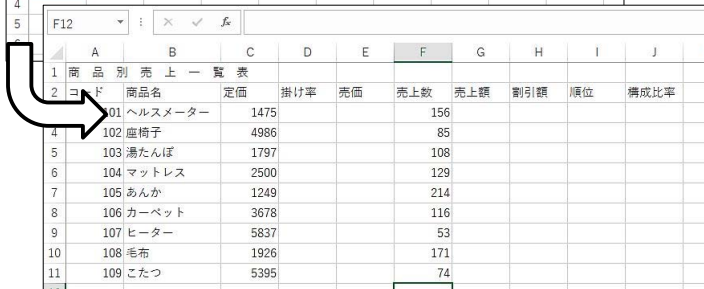 4
5
F12 fx
6
A B C D E F G H I J
1 商品別売上一覧表
2 コード 商品名 定価 掛け率 売価 売上数 売上額 割引額 順位 構成比率
101 ヘルスメーター 1475 156
4 102 座椅子 4986 85
5 103 湯たんぽ 1797 108
6 104 マットレス 2500 129
7 105 あんか 1249 214
8 106 カーペット 3678 116
9 107 ヒーター 5837 53
10 108 毛布 1926 171
11 109 こたつ 5395 74